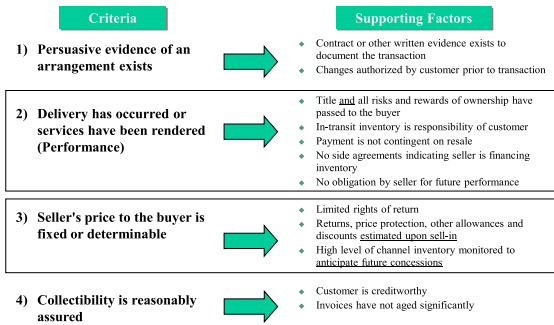 Criteria
Supporting Factors
1) Persuasive evidence of an
arrangement exists
Contract or other written evidence exists to
document the transaction
Changes authorized by customer prior to transaction
2) Delivery has occurred or
services have been rendered
(Performance)
Title and all risks and rewards of ownership have
passed to the buyer
In-transit inventory is responsibility of customer
Payment is not contingent on resale
No side agreements indicating seller is financing
inventory
No obligation by seller for future performance
3) Seller's price to the buyer is
fixed or determinable
Limited rights of return
Returns, price protection, other allowances and
discounts estimated upon sell-in
High level of channel inventory monitored to
anticipate future concessions
4) Collectibility is reasonably
assured
Customer is creditworthy
Invoices have not aged significantly